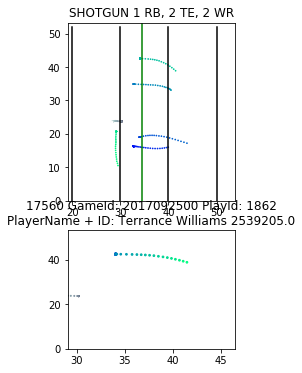 SHOTGUN 1 RB, 2 TE, 2 WR
50
40
30
20
10
0
20 30 40 50
17560 GameId: 2017092500 PlayId: 1862
PlayerName + ID: Terrance Williams 2539205.0
40
20
0
30 35 40 45